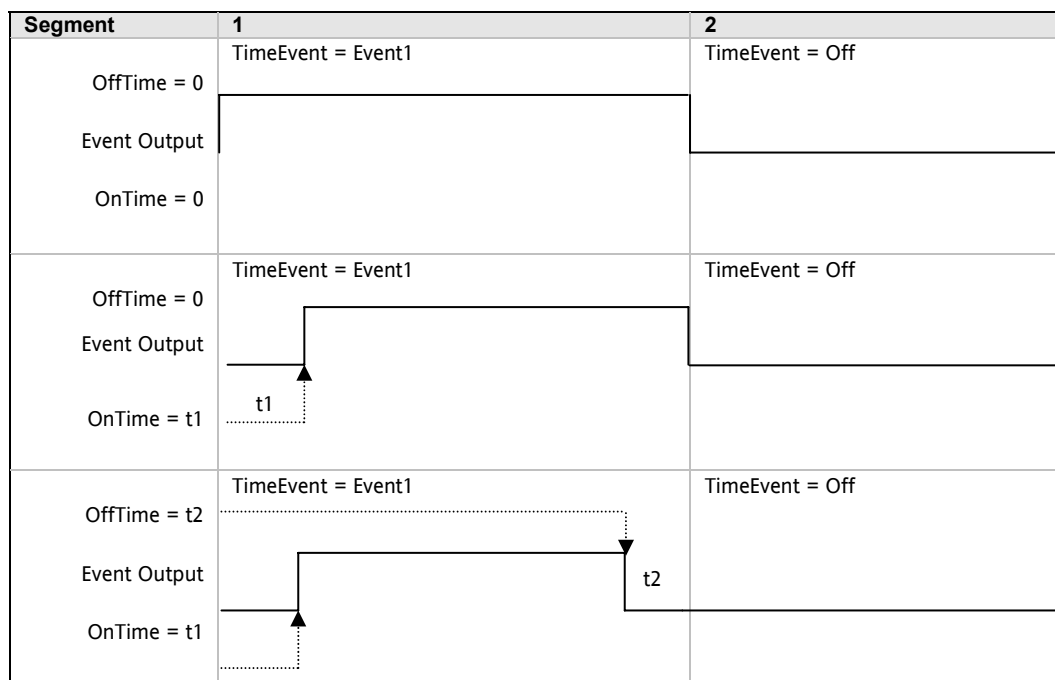 Segment 1 2
TimeEvent = Event1 TimeEvent = Off
OffTime = 0
Event Output
OnTime = 0
TimeEvent = Event1 TimeEvent = Off
OffTime = 0
Event Output
t1
OnTime = t1
TimeEvent = Event1 TimeEvent = Off
OffTime = t2
Event Output t2
OnTime = t1